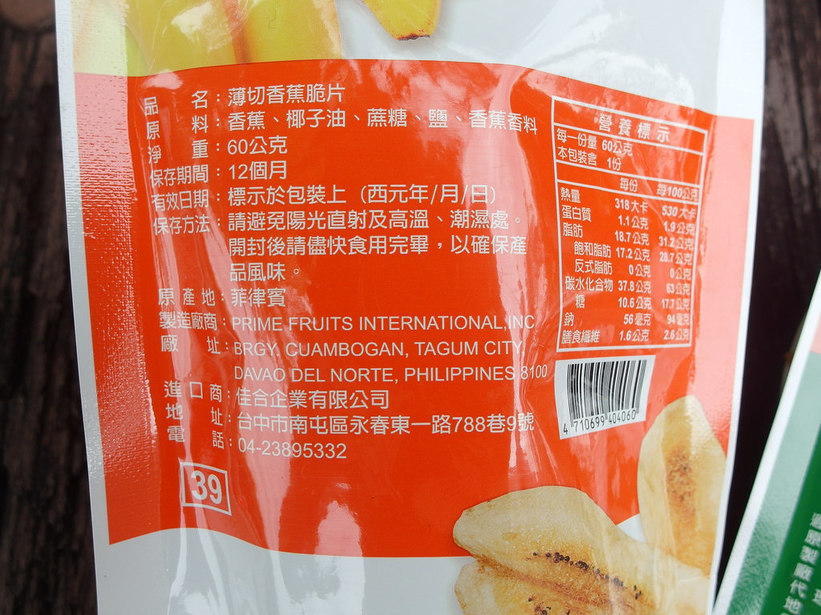 品名：薄切香蕉脆片
原料：香蕉、椰子油、蔗糖、鹽、香蕉香料
淨重：60公克
保存期間：12個月
有效日期：標示於包裝上（西元年/月/日）
保存方法：請避免陽光直射及高溫、潮濕處。
開封後請儘快食用完畢，以確保產
品風味。
原產地：菲律賓
製造廠商：PRIME FRUITS INTERNATIONAL,INC
廠址：BRGY. CUAMBOGAN, TAGUM CITY,
DAVAO DEL NORTE, PHILIPPINES 8100
進口商：佳合企業有限公司
地址：台中市南屯區永春東一路788巷9號
電話：04-23895332
39
營養標示
每一份量 60公克
本包裝含 1份
每份 每100公克
熱量 318大卡 530大卡
蛋白質 1.1公克 1.9公克
脂肪 18.7公克 31.2公克
飽和脂肪 17.2公克 28.7公克
反式脂肪 0公克 0公克
碳水化合物 37.8公克 63公克
糖 10.6公克 17.7公克
鈉 56毫克 94毫克
膳食纖維 1.6公克 2.6公克
4 710699 404060